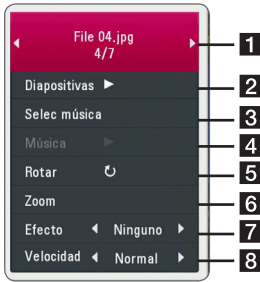 File 04.jpg
4/7
1
Diapositivas ▶ 2
Selec música 3
Música ▶ 4
Rotar ↻ 5
Zoom 6
Efecto ◀ Ninguno ▶ 7
Velocidad ◀ Normal ▶ 8